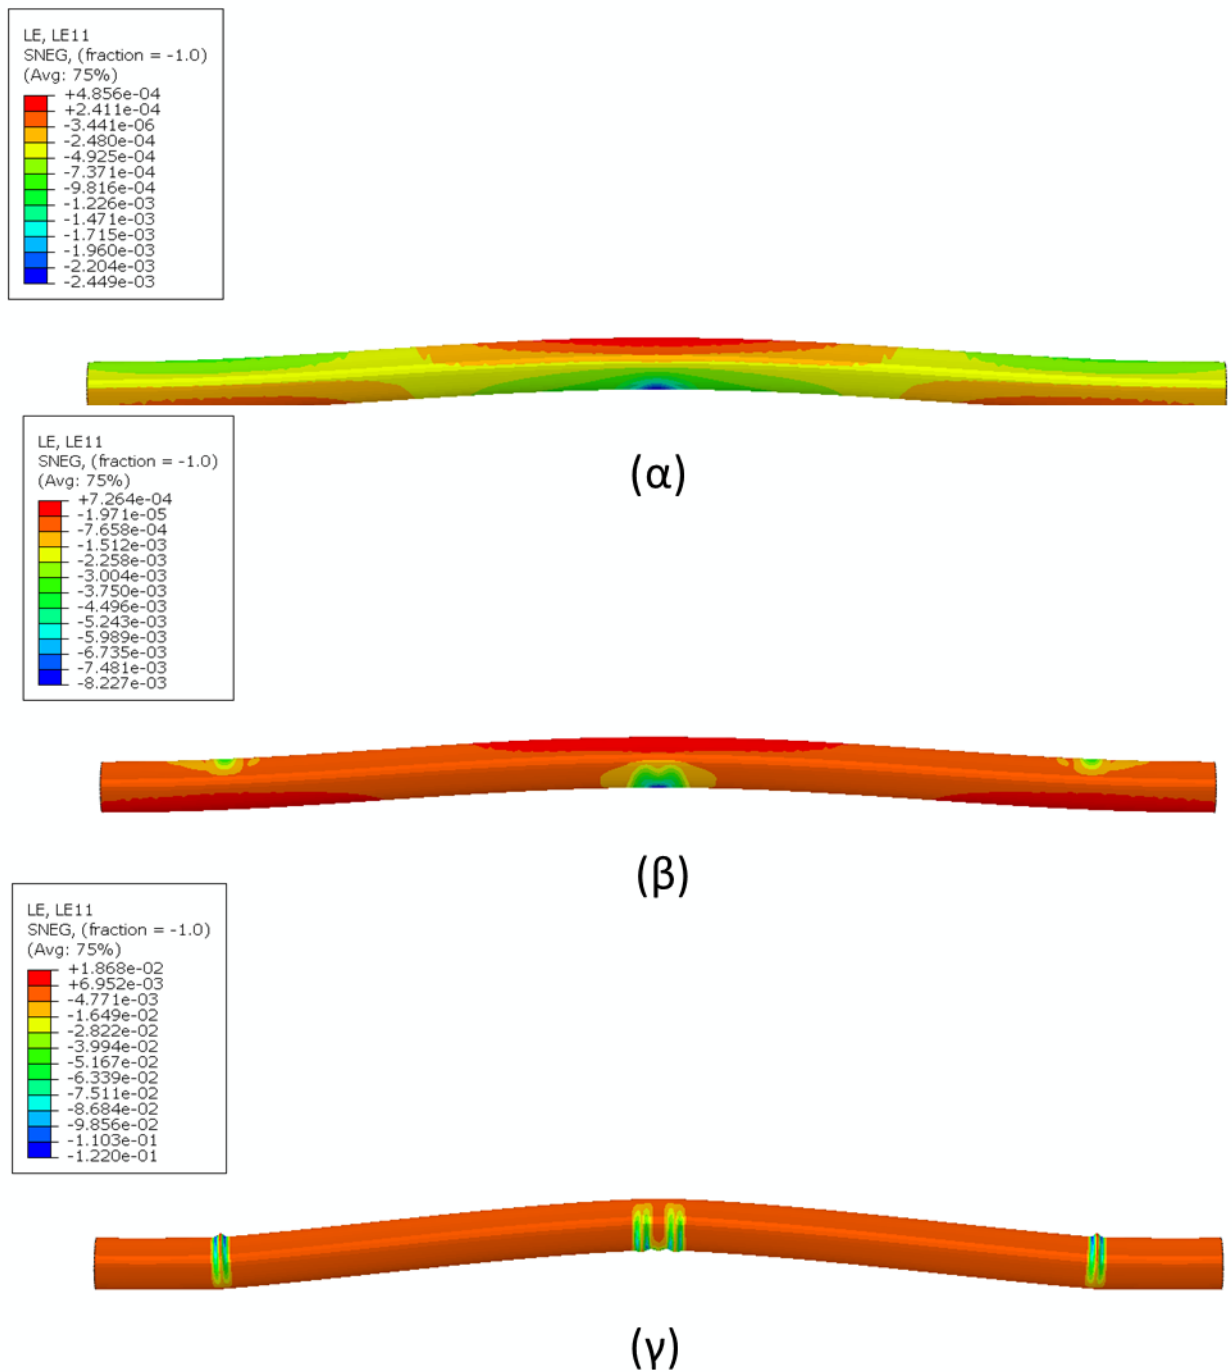 LE, LE11
SNEG, (fraction = -1.0)
(Avg: 75%)
+4.856e-04
+2.411e-04
-3.441e-06
-2.480e-04
-4.925e-04
-7.371e-04
-9.816e-04
-1.226e-03
-1.471e-03
-1.715e-03
-1.960e-03
-2.204e-03
-2.449e-03
(α)
LE, LE11
SNEG, (fraction = -1.0)
(Avg: 75%)
+7.264e-04
-1.971e-05
-7.658e-04
-1.512e-03
-2.258e-03
-3.004e-03
-3.750e-03
-4.496e-03
-5.243e-03
-5.989e-03
-6.735e-03
-7.481e-03
-8.227e-03
(β)
LE, LE11
SNEG, (fraction = -1.0)
(Avg: 75%)
+1.868e-02
+6.952e-03
-4.771e-03
-1.649e-02
-2.822e-02
-3.994e-02
-5.167e-02
-6.339e-02
-7.511e-02
-8.684e-02
-9.856e-02
-1.103e-01
-1.220e-01
(γ)